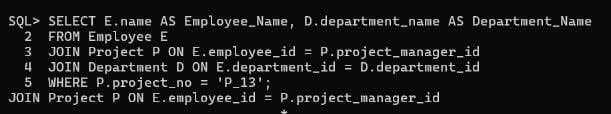 SQL> SELECT E.name AS Employee_Name, D.department_name AS Department_Name
  2  FROM Employee E
  3  JOIN Project P ON E.employee_id = P.project_manager_id
  4  JOIN Department D ON E.department_id = D.department_id
  5  WHERE P.project_no = 'P_13';
JOIN Project P ON E.employee_id = P.project_manager_id
                                  *